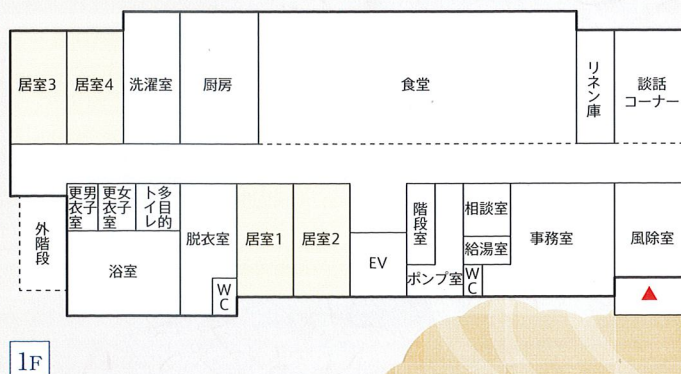 居室3
居室4
洗濯室
厨房
食堂
リネン庫
談話
コーナー
外階段
男子
更衣室
女子
更衣室
多目的
トイレ
浴室
脱衣室
WC
居室1
居室2
EV
階段室
ポンプ室
相談室
給湯室
WC
事務室
風除室
1F